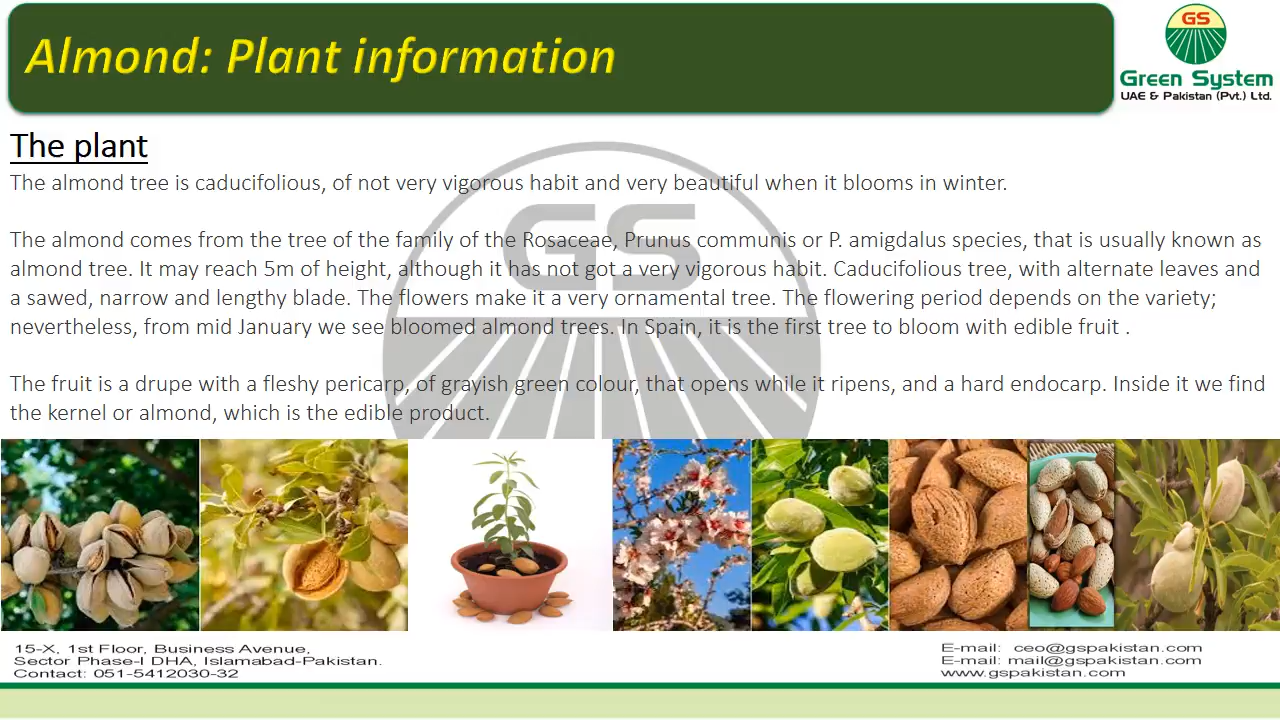 Almond: Plant information
GS
Green System
UAE & Pakistan (Pvt.) Ltd.
The plant
The almond tree is caducifolious, of not very vigorous habit and very beautiful when it blooms in winter.
GS
The almond comes from the tree of the family of the Rosaceae, Prunus communis or P. amigdalus species, that is usually known as
almond tree. It may reach 5m of height, although it has not got a very vigorous habit. Caducifolious tree, with alternate leaves and
a sawed, narrow and lengthy blade. The flowers make it a very ornamental tree. The flowering period depends on the variety;
nevertheless, from mid January we see bloomed almond trees. In Spain, it is the first tree to bloom with edible fruit .
The fruit is a drupe with a fleshy pericarp, of grayish green colour, that opens while it ripens, and a hard endocarp. Inside it we find
the kernel or almond, which is the edible product.
15-X, 1st Floor, Business Avenue,
Sector Phase-I DHA, Islamabad-Pakistan.
Contact: 051-5412030-32
E-mail: ceo@gspakistan.com
E-mail: mail@gspakistan.com
www.gspakistan.com